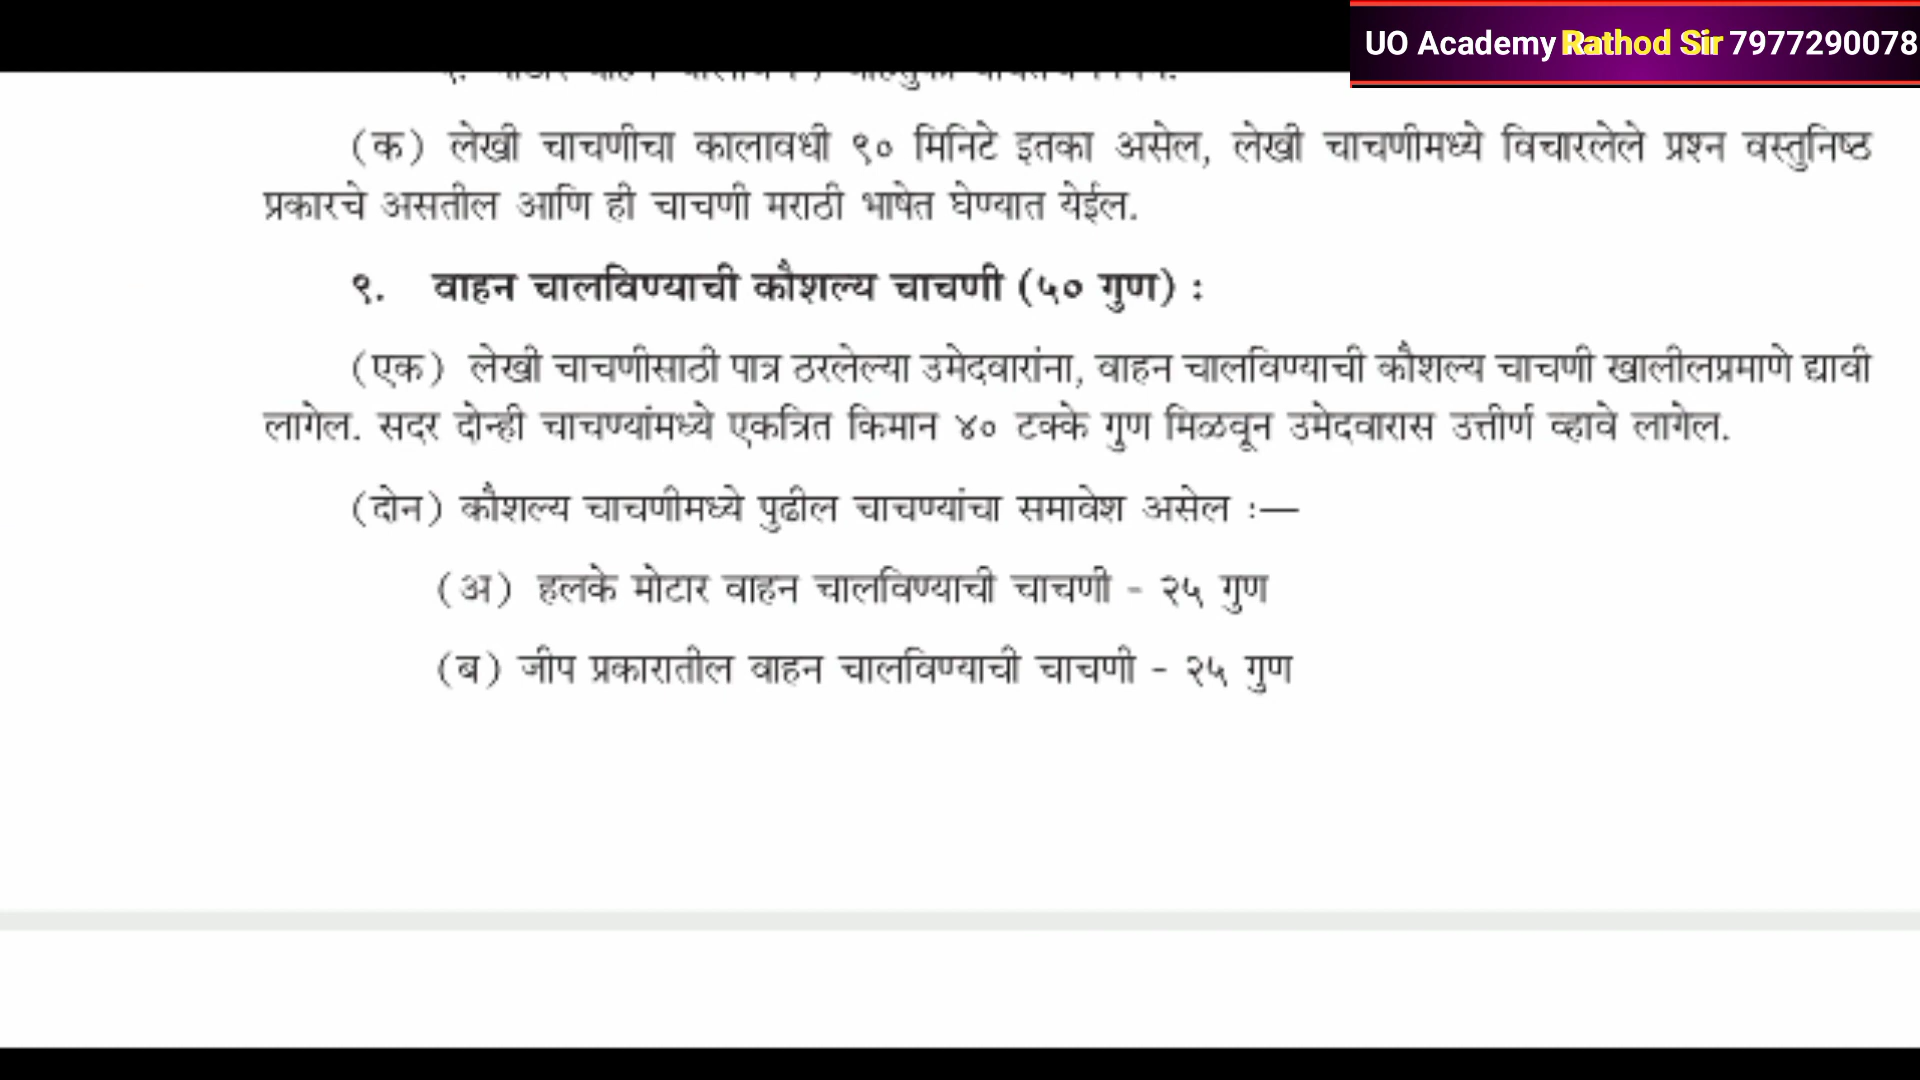 UO Academy Rathod Sir 7977290078
(क) लेखी चाचणीचा कालावधी ९० मिनिटे इतका असेल, लेखी चाचणीमध्ये विचारलेले प्रश्न वस्तुनिष्ठ
प्रकारचे असतील आणि ही चाचणी मराठी भाषेत घेण्यात येईल.
९. वाहन चालविण्याची कौशल्य चाचणी (५० गुण) :
(एक) लेखी चाचणीसाठी पात्र ठरलेल्या उमेदवारांना, वाहन चालविण्याची कौशल्य चाचणी खालीलप्रमाणे द्यावी
लागेल. सदर दोन्ही चाचण्यांमध्ये एकत्रित किमान ४० टक्के गुण मिळवून उमेदवारास उत्तीर्ण व्हावे लागेल.
(दोन) कौशल्य चाचणीमध्ये पुढील चाचण्यांचा समावेश असेल :—
(अ) हलके मोटार वाहन चालविण्याची चाचणी - २५ गुण
(ब) जीप प्रकारातील वाहन चालविण्याची चाचणी - २५ गुण